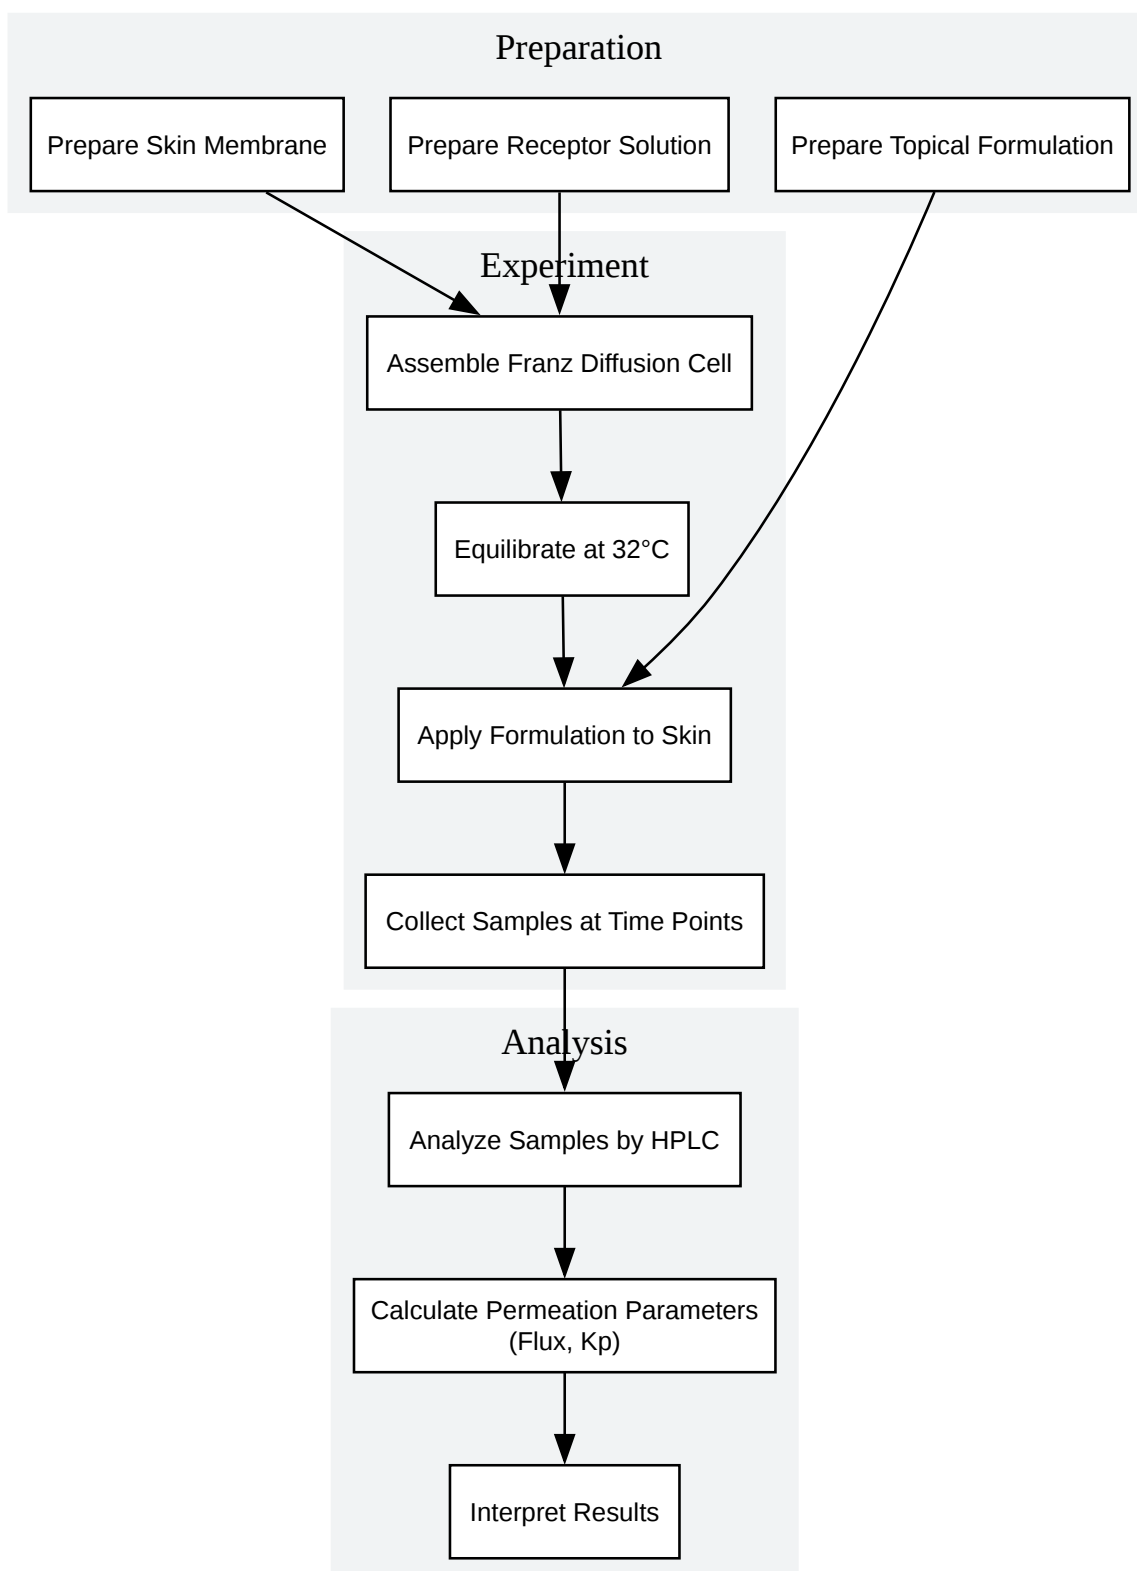 Preparation
Prepare Skin Membrane
Prepare Receptor Solution
Prepare Topical Formulation
Experiment
Assemble Franz Diffusion Cell
Equilibrate at 32°C
Apply Formulation to Skin
Collect Samples at Time Points
Analysis
Analyze Samples by HPLC
Calculate Permeation Parameters
(Flux, Kp)
Interpret Results